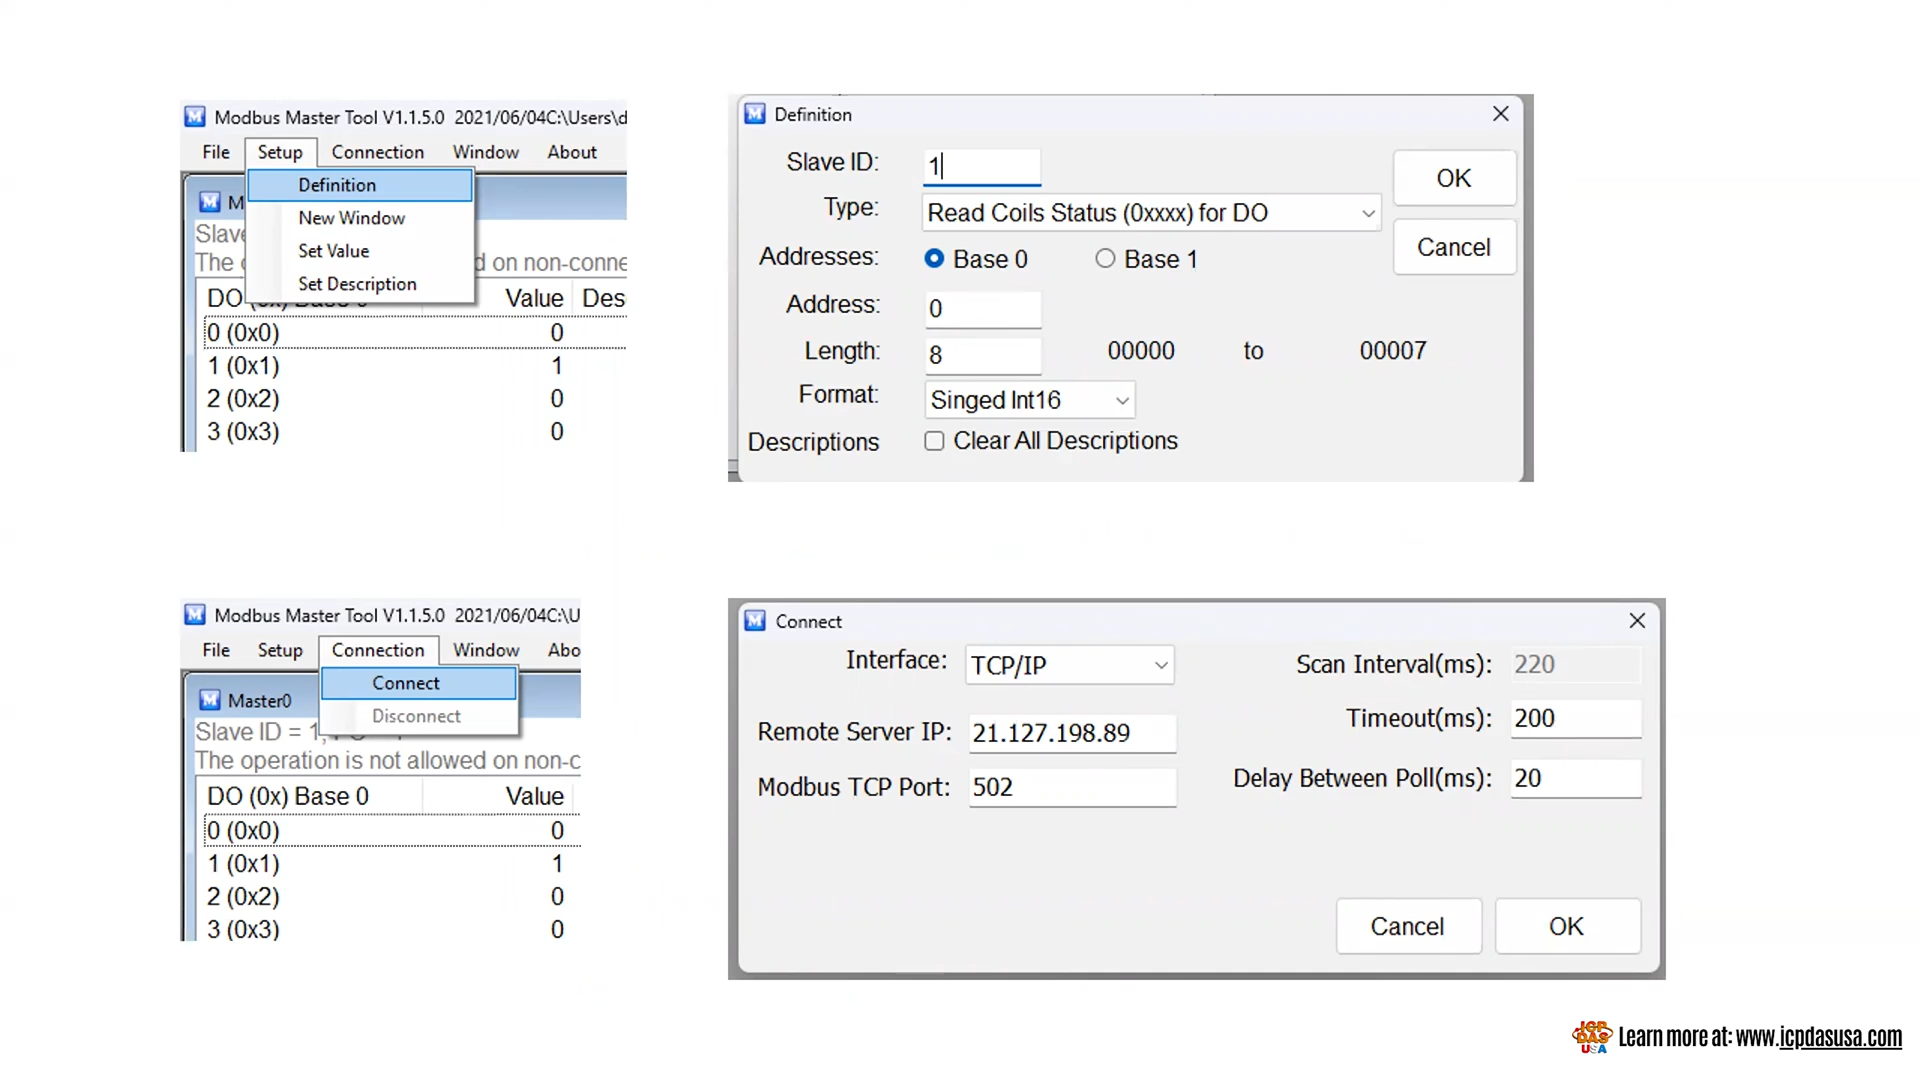 Modbus Master Tool V1.1.5.0 2021/06/04C:\Users\d
File Setup Connection Window About
Definition
New Window
Set Value
Set Description
M
Slave
The d on non-conne
DO Value Des
0 (0x0) 0
1 (0x1) 1
2 (0x2) 0
3 (0x3) 0
Definition
Slave ID: 1
Type: Read Coils Status (0xxxx) for DO
Addresses: Base 0 Base 1
Address: 0
Length: 8 00000 to 00007
Format: Singed Int16
Descriptions Clear All Descriptions
OK
Cancel
Modbus Master Tool V1.1.5.0 2021/06/04C:\U
File Setup Connection Window Abo
Connect
Disconnect
Master0
Slave ID = 1,
The operation is not allowed on non-c
DO (0x) Base 0 Value
0 (0x0) 0
1 (0x1) 1
2 (0x2) 0
3 (0x3) 0
Connect
Interface: TCP/IP
Remote Server IP: 21.127.198.89
Modbus TCP Port: 502
Scan Interval(ms): 220
Timeout(ms): 200
Delay Between Poll(ms): 20
Cancel OK
ICP DAS USA
Learn more at: www.icpdasusa.com